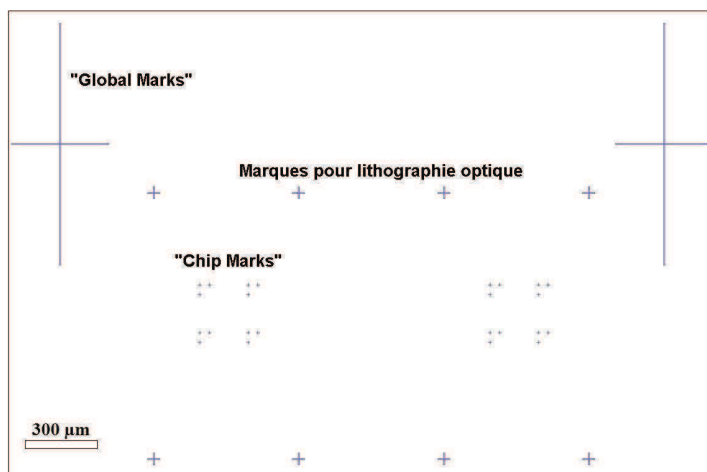 "Global Marks"
Marques pour lithographie optique
"Chip Marks"
300 µm